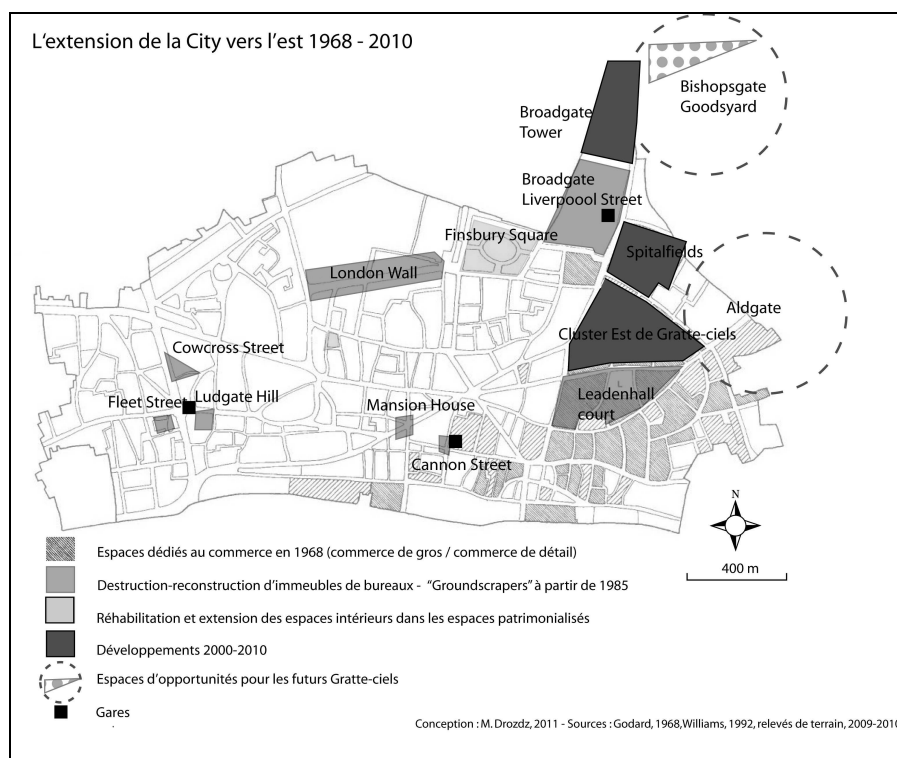 L'extension de la City vers l'est 1968 - 2010
Bishopsgate
Goodsyard
Broadgate
Tower
Broadgate
Liverpoool Street
Finsbury Square
Spitalfields
London Wall
Aldgate
Cluster Est de Gratte-ciels
Cowcross Street
Leadenhall
court
L
Fleet Street
Ludgate Hill
Mansion House
Cannon Street
N
400 m
Espaces dédiés au commerce en 1968 (commerce de gros / commerce de détail)
Destruction-reconstruction d'immeubles de bureaux - "Groundscrapers" à partir de 1985
Réhabilitation et extension des espaces intérieurs dans les espaces patrimonialisés
Développements 2000-2010
Espaces d'opportunités pour les futurs Gratte-ciels
Gares
Conception : M. Drozdz, 2011 - Sources : Godard, 1968,Williams, 1992, relevés de terrain, 2009-2010